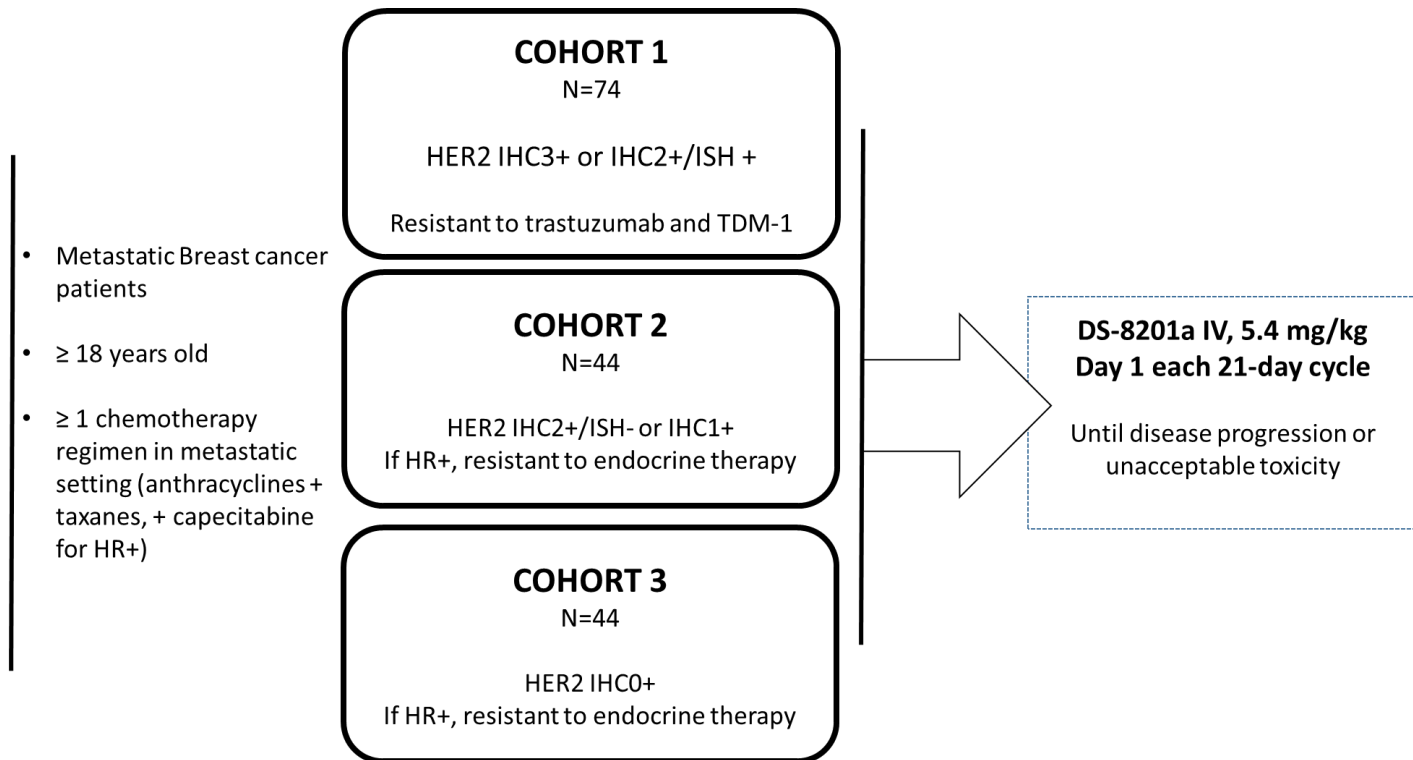 • Metastatic Breast cancer
patients
• ≥ 18 years old
• ≥ 1 chemotherapy
regimen in metastatic
setting (anthracyclines +
taxanes, + capecitabine
for HR+)
COHORT 1
N=74
HER2 IHC3+ or IHC2+/ISH +
Resistant to trastuzumab and TDM-1
COHORT 2
N=44
HER2 IHC2+/ISH- or IHC1+
If HR+, resistant to endocrine therapy
COHORT 3
N=44
HER2 IHC0+
If HR+, resistant to endocrine therapy
DS-8201a IV, 5.4 mg/kg
Day 1 each 21-day cycle
Until disease progression or
unacceptable toxicity